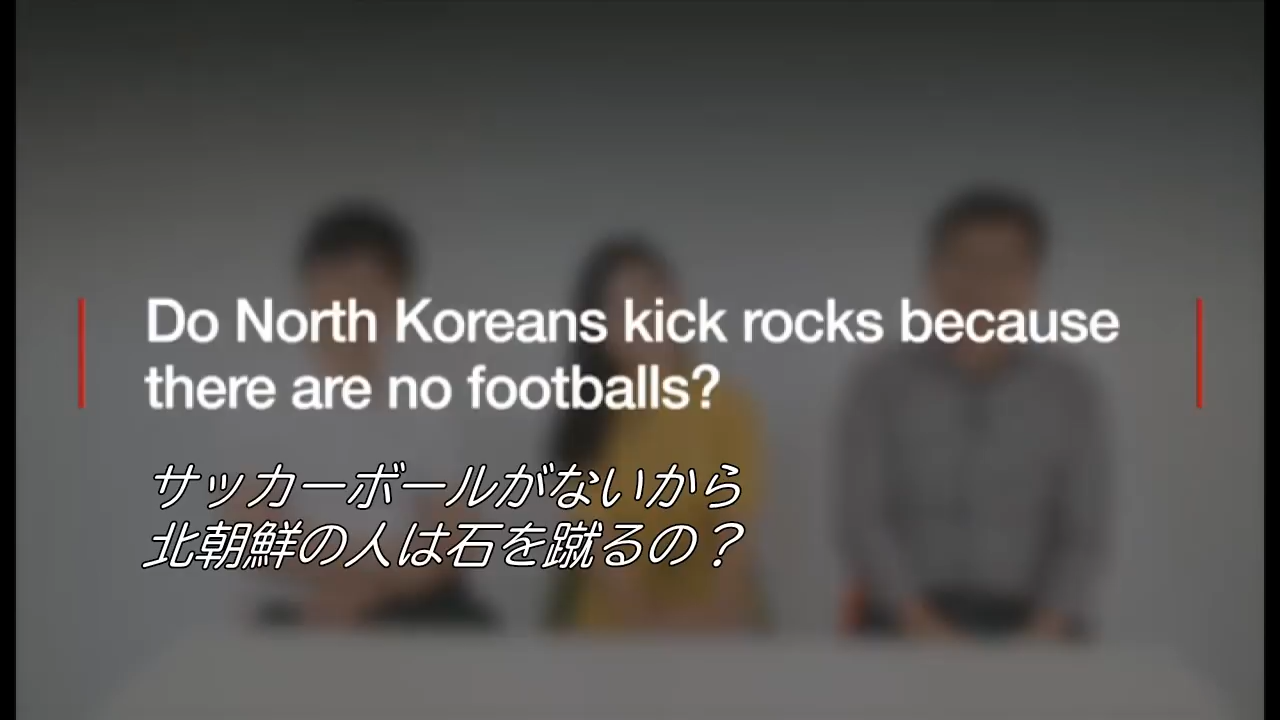 Do North Koreans kick rocks because
there are no footballs?
サッカーボールがないから
北朝鮮の人は石を蹴るの？